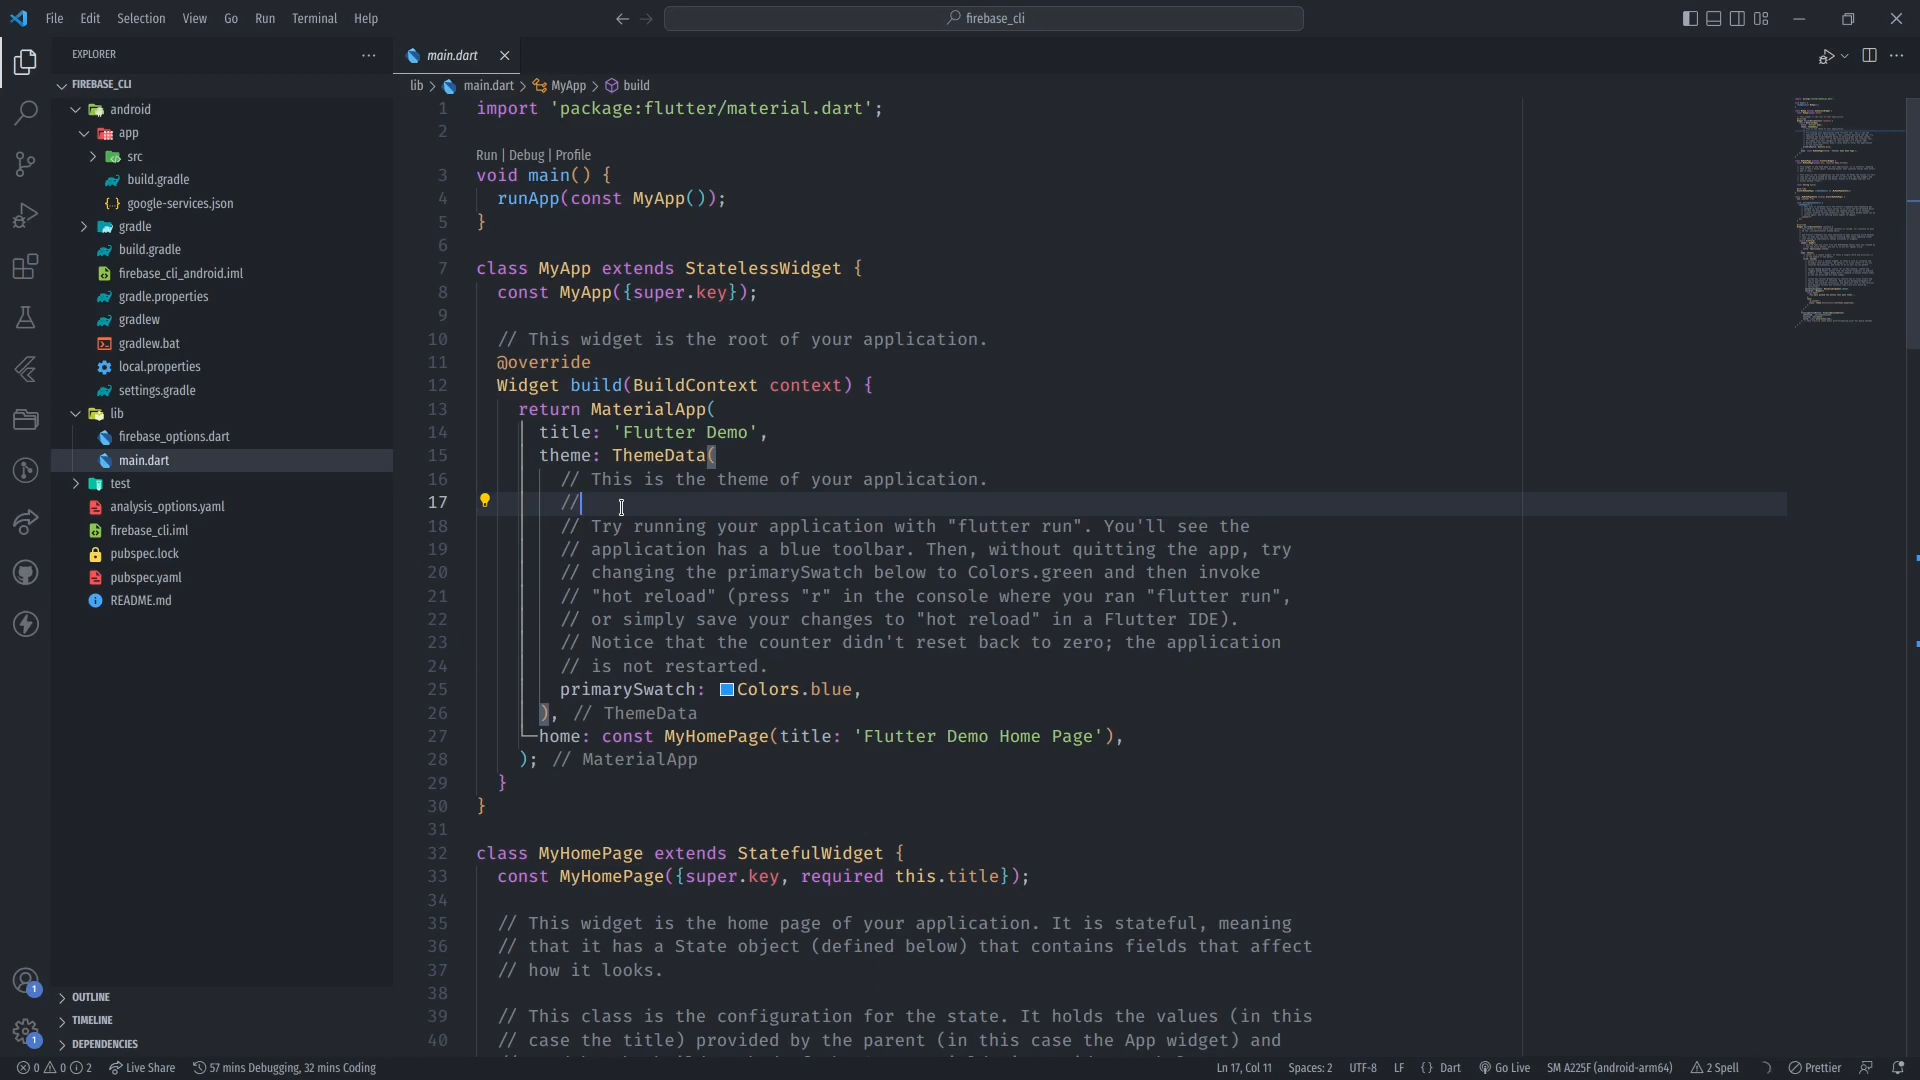 File Edit Selection View Go Run Terminal Help
firebase_cli
EXPLORER
FIREBASE_CLI
android
app
src
build.gradle
google-services.json
gradle
build.gradle
firebase_cli_android.iml
gradle.properties
gradlew
gradlew.bat
local.properties
settings.gradle
lib
firebase_options.dart
main.dart
test
analysis_options.yaml
firebase_cli.iml
pubspec.lock
pubspec.yaml
README.md
OUTLINE
TIMELINE
DEPENDENCIES
1
1
main.dart
lib > main.dart > MyApp > build
1 import 'package:flutter/material.dart';
2
Run | Debug | Profile
3 void main() {
4 runApp(const MyApp());
5 }
6
7 class MyApp extends StatelessWidget {
8 const MyApp({super.key});
9
10 // This widget is the root of your application.
11 @override
12 Widget build(BuildContext context) {
13 return MaterialApp(
14 title: 'Flutter Demo',
15 theme: ThemeData(
16 // This is the theme of your application.
17 //
18 // Try running your application with "flutter run". You'll see the
19 // application has a blue toolbar. Then, without quitting the app, try
20 // changing the primarySwatch below to Colors.green and then invoke
21 // "hot reload" (press "r" in the console where you ran "flutter run",
22 // or simply save your changes to "hot reload" in a Flutter IDE).
23 // Notice that the counter didn't reset back to zero; the application
24 // is not restarted.
25 primarySwatch: Colors.blue,
26 ), // ThemeData
27 home: const MyHomePage(title: 'Flutter Demo Home Page'),
28 ); // MaterialApp
29 }
30 }
31
32 class MyHomePage extends StatefulWidget {
33 const MyHomePage({super.key, required this.title});
34
35 // This widget is the home page of your application. It is stateful, meaning
36 // that it has a State object (defined below) that contains fields that affect
37 // how it looks.
38
39 // This class is the configuration for the state. It holds the values (in this
40 // case the title) provided by the parent (in this case the App widget) and
0 0 2 Live Share 57 mins Debugging, 32 mins Coding Ln 17, Col 11 Spaces: 2 UTF-8 LF {} Dart Go Live SM A225F (android-arm64) 2 Spell Prettier